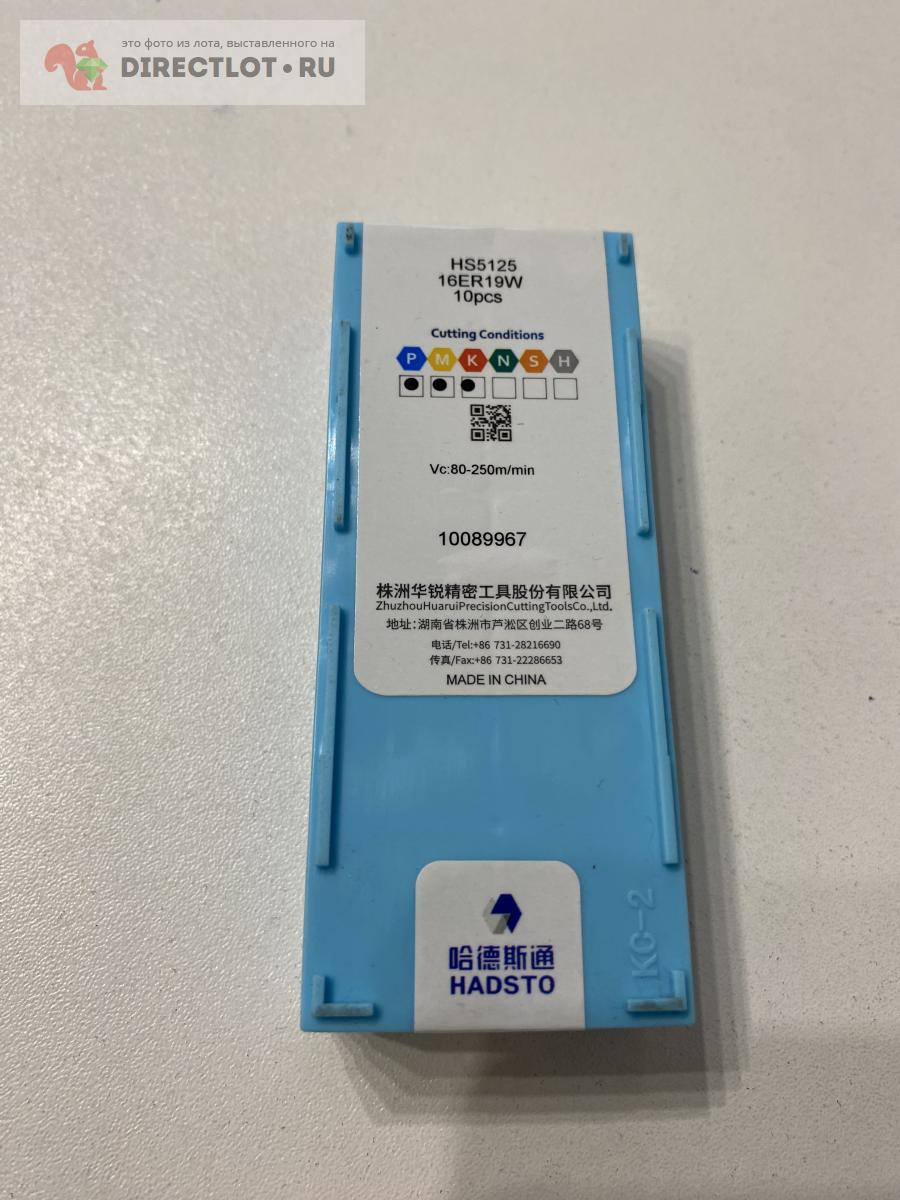 это фото из лота, выставленного на
DIRECTLOT•RU
HS5125
16ER19W
10pcs
Cutting Conditions
P M K N S H
Vc:80-250m/min
10089967
株洲华锐精密工具股份有限公司
ZhuzhouHuaruiPrecisionCuttingToolsCo.,Ltd.
地址:湖南省株洲市芦淞区创业二路68号
电话/Tel:+86 731-28216690
传真/Fax:+86 731-22286653
MADE IN CHINA
KC-2
哈德斯通
HADSTO